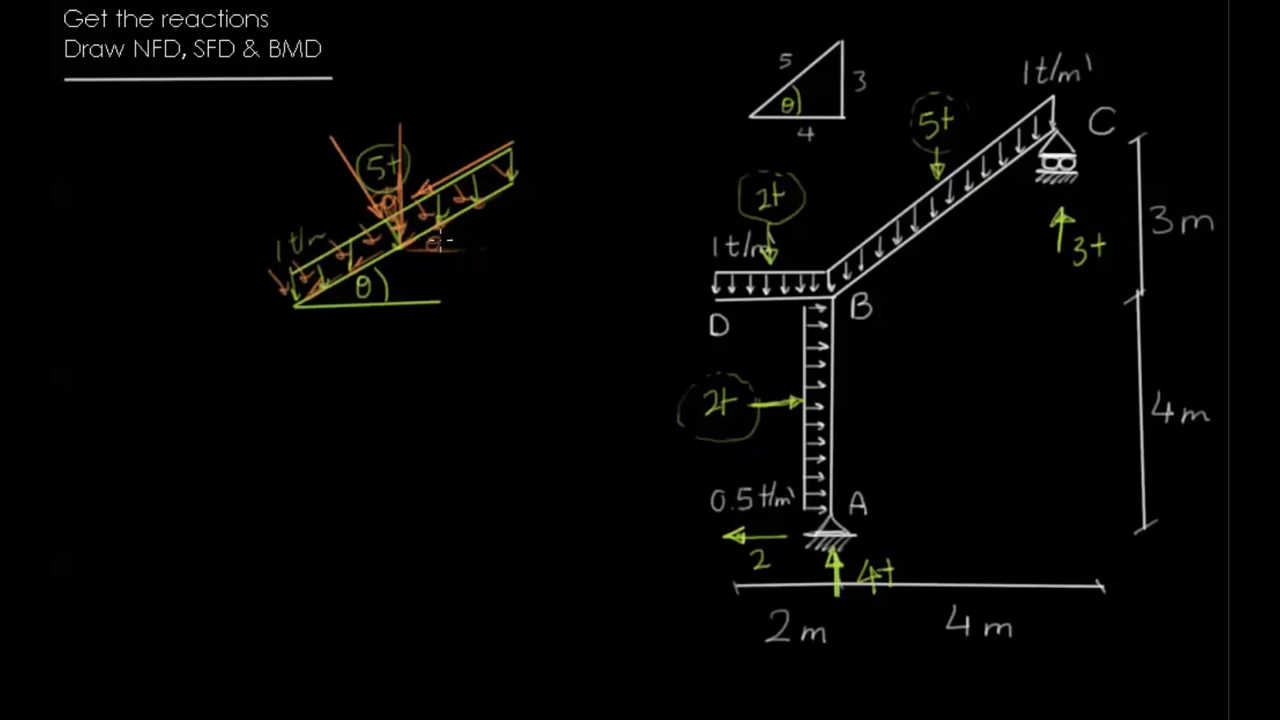 Get the reactions
Draw NFD, SFD & BMD
5t
θ
θ
1t/m
θ
5
3
θ
4
1t/m'
5t
C
2t
1t/m'
3t
3m
D
B
2t
4m
0.5t/m'
A
2
4t
2m
4m